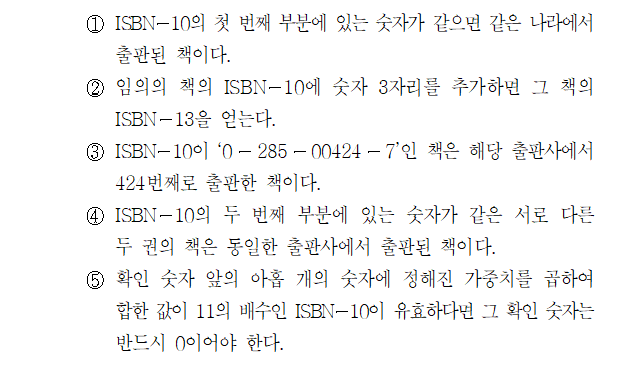 ① ISBN-10의 첫 번째 부분에 있는 숫자가 같으면 같은 나라에서
출판된 책이다.
② 임의의 책의 ISBN-10에 숫자 3자리를 추가하면 그 책의
ISBN-13을 얻는다.
③ ISBN-10이 ‘0-285-00424-7’인 책은 해당 출판사에서
424번째로 출판한 책이다.
④ ISBN-10의 두 번째 부분에 있는 숫자가 같은 서로 다른
두 권의 책은 동일한 출판사에서 출판된 책이다.
⑤ 확인 숫자 앞의 아홉 개의 숫자에 정해진 가중치를 곱하여
합한 값이 11의 배수인 ISBN-10이 유효하다면 그 확인 숫자는
반드시 0이어야 한다.